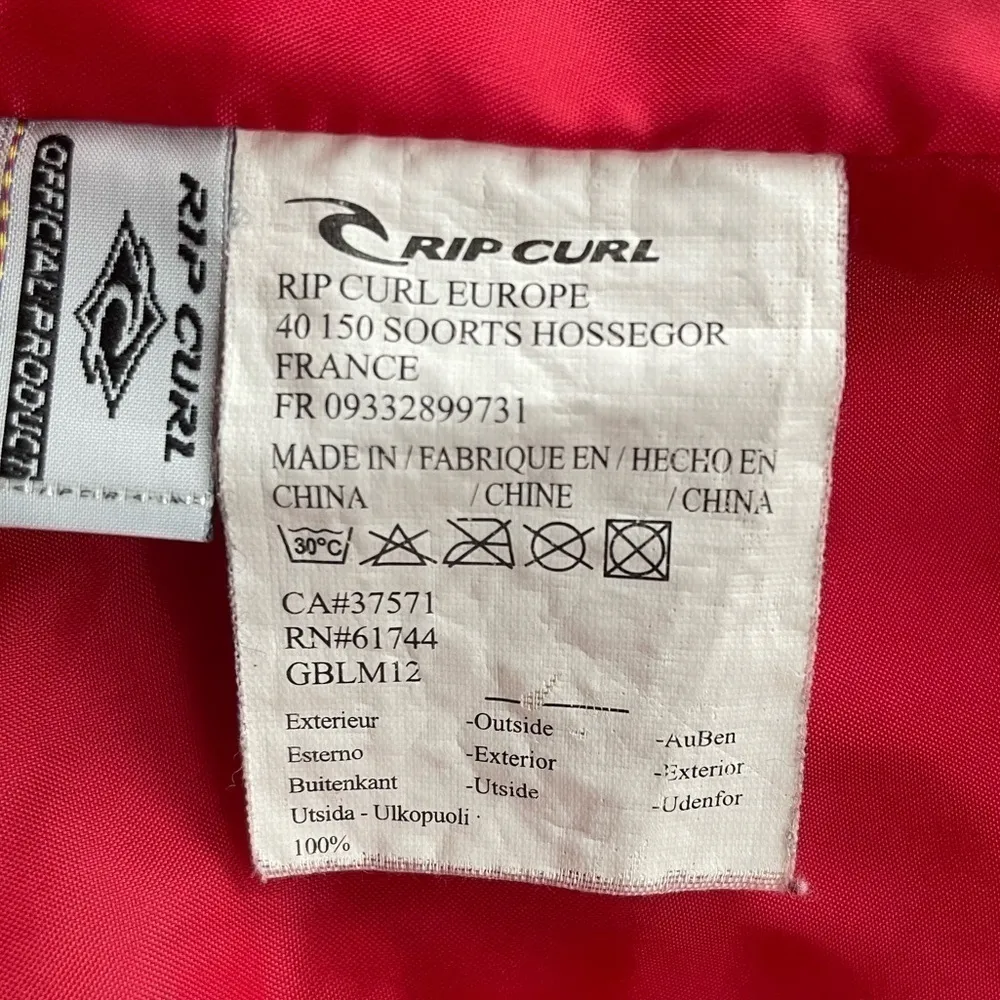 OFFICIAL PRODUCT
RIP CURL
RIP CURL
RIP CURL EUROPE
40 150 SOORTS HOSSEGOR
FRANCE
FR 09332899731
MADE IN / FABRIQUE EN / HECHO EN
CHINA / CHINE / CHINA
30°C
CA#37571
RN#61744
GBLM12
Exterieur -Outside -AuBen
Esterno -Exterior -Exterior
Buitenkant -Utside -Udenfor
Utsida - Ulkopuoli
100%